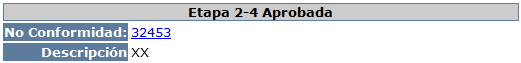 Etapa 2-4 Aprobada
No Conformidad: 32453
Descripción XX